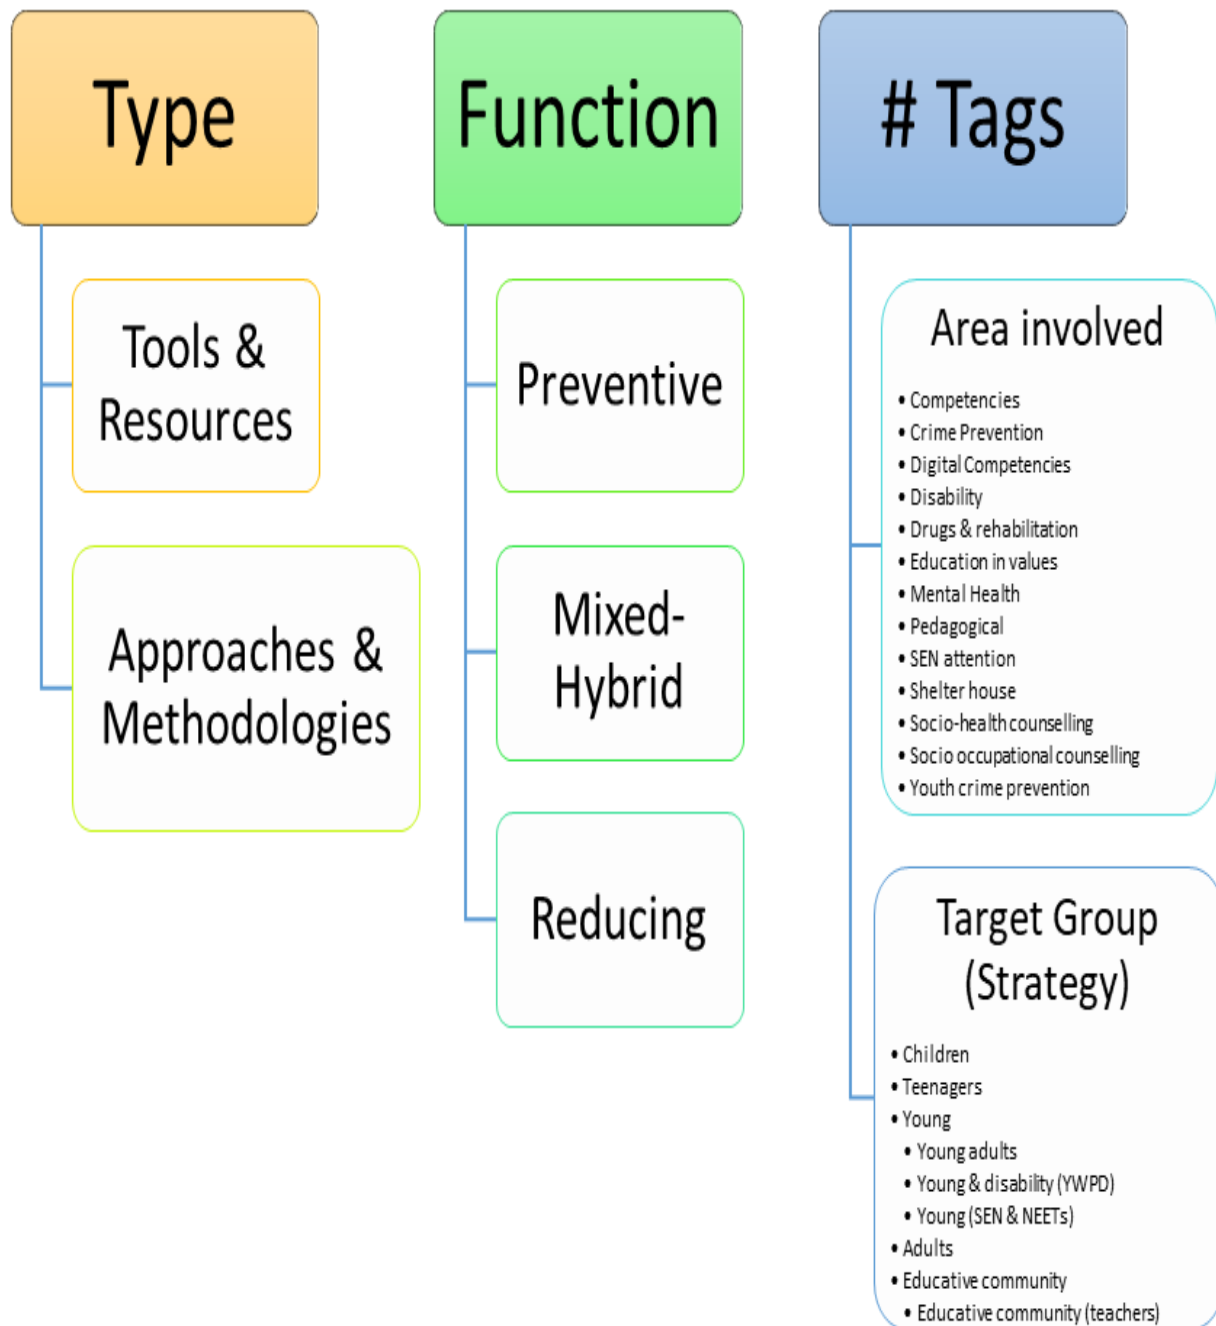 Type
Tools &
Resources
Approaches &
Methodologies
Function
Preventive
Mixed-
Hybrid
Reducing
# Tags
Area involved
• Competencies
• Crime Prevention
• Digital Competencies
• Disability
• Drugs & rehabilitation
• Education in values
• Mental Health
• Pedagogical
• SEN attention
• Shelter house
• Socio-health counselling
• Socio occupational counselling
• Youth crime prevention
Target Group
(Strategy)
• Children
• Teenagers
• Young
• Young adults
• Young & disability (YWPD)
• Young (SEN & NEETs)
• Adults
• Educative community
• Educative community (teachers)